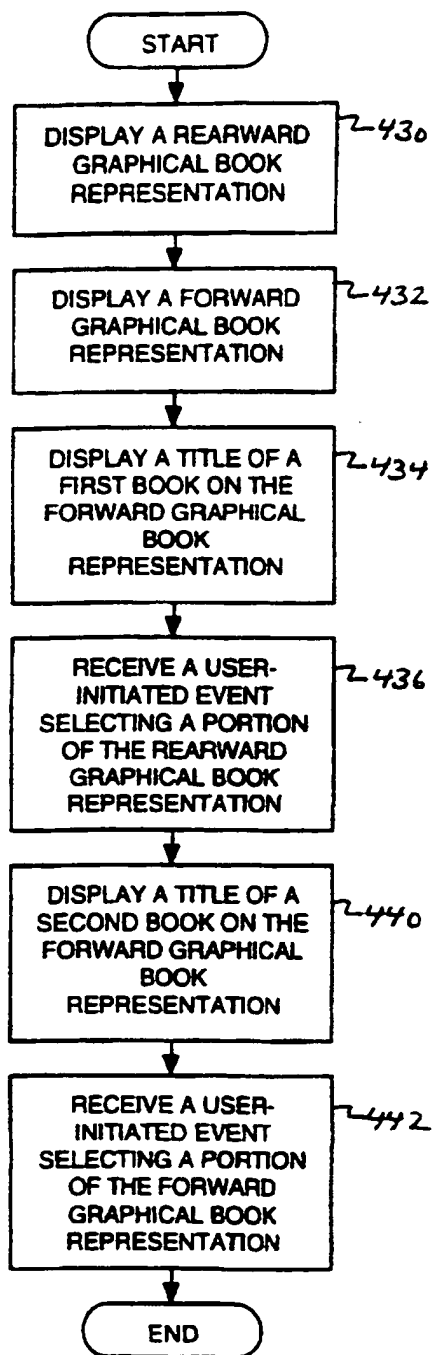 START
DISPLAY A REARWARD
430
GRAPHICAL BOOK
REPRESENTATION
DISPLAY A FORWARD
432
GRAPHICAL BOOK
REPRESENTATION
DISPLAY A TITLE OF A
434
FIRST BOOK ON THE
FORWARD GRAPHICAL
BOOK
REPRESENTATION
RECEIVE A USER-
436
INITIATED EVENT
SELECTING A PORTION
OF THE REARWARD
GRAPHICAL BOOK
REPRESENTATION
DISPLAY A TITLE OF A
440
SECOND BOOK ON THE
FORWARD GRAPHICAL
BOOK
REPRESENTATION
RECEIVE A USER-
442
INITIATED EVENT
SELECTING A PORTION
OF THE FORWARD
GRAPHICAL BOOK
REPRESENTATION
END